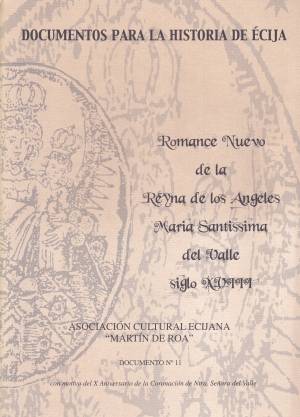 DOCUMENTOS PARA LA HISTORIA DE ÉCIJA
Romance Nuevo
de la
Reyna de los Angeles
Maria Santissima
del Valle
siglo XVIII
ASOCIACIÓN CULTURAL ECIJANA
"MARTÍN DE ROA"
DOCUMENTO Nº 11
con motivo del X Aniversario de la Coronación de Ntra. Señora del Valle